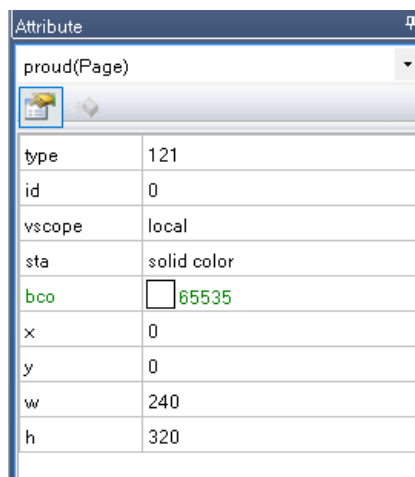 Attribute
proud(Page)
type 121
id 0
vscope local
sta solid color
bco 65535
x 0
y 0
w 240
h 320